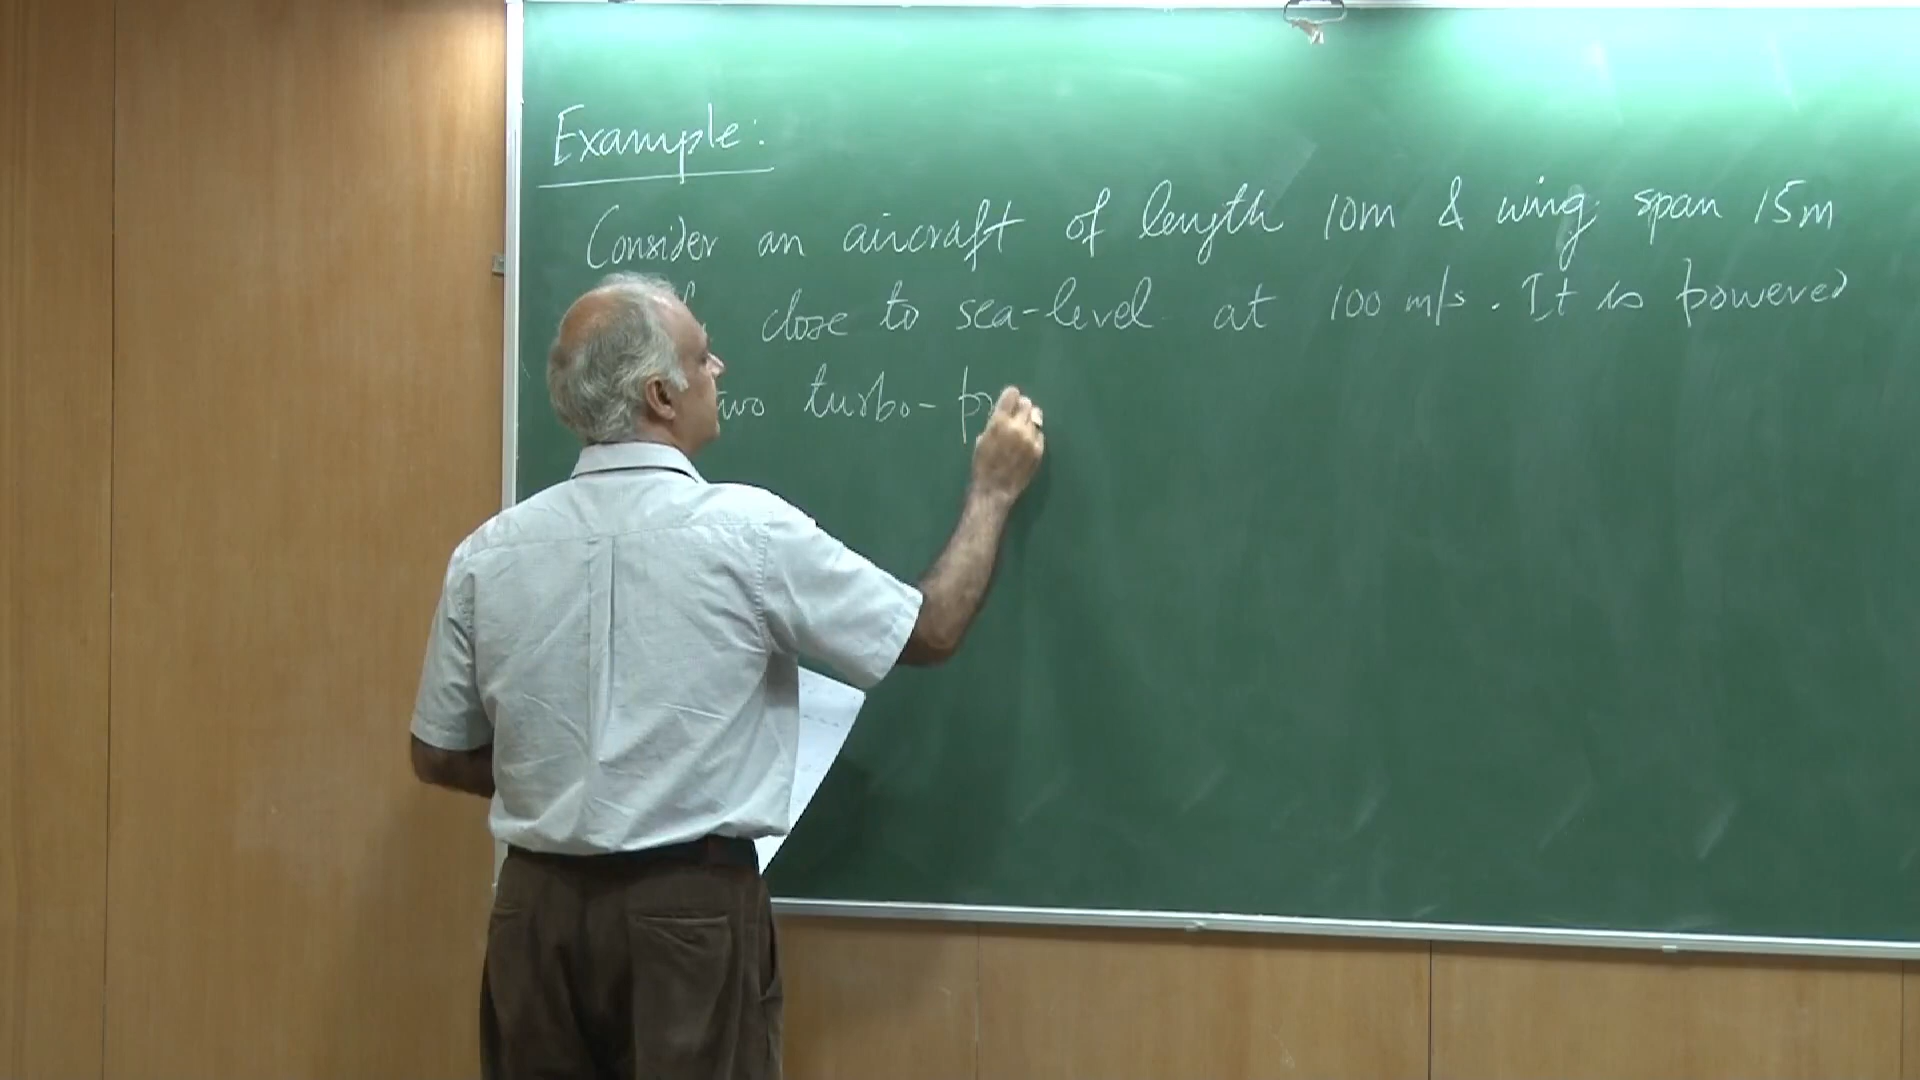 Example:
Consider an aircraft of length 10m & wing span 15m
close to sea-level at 100 m/s. It is powered
two turbo-